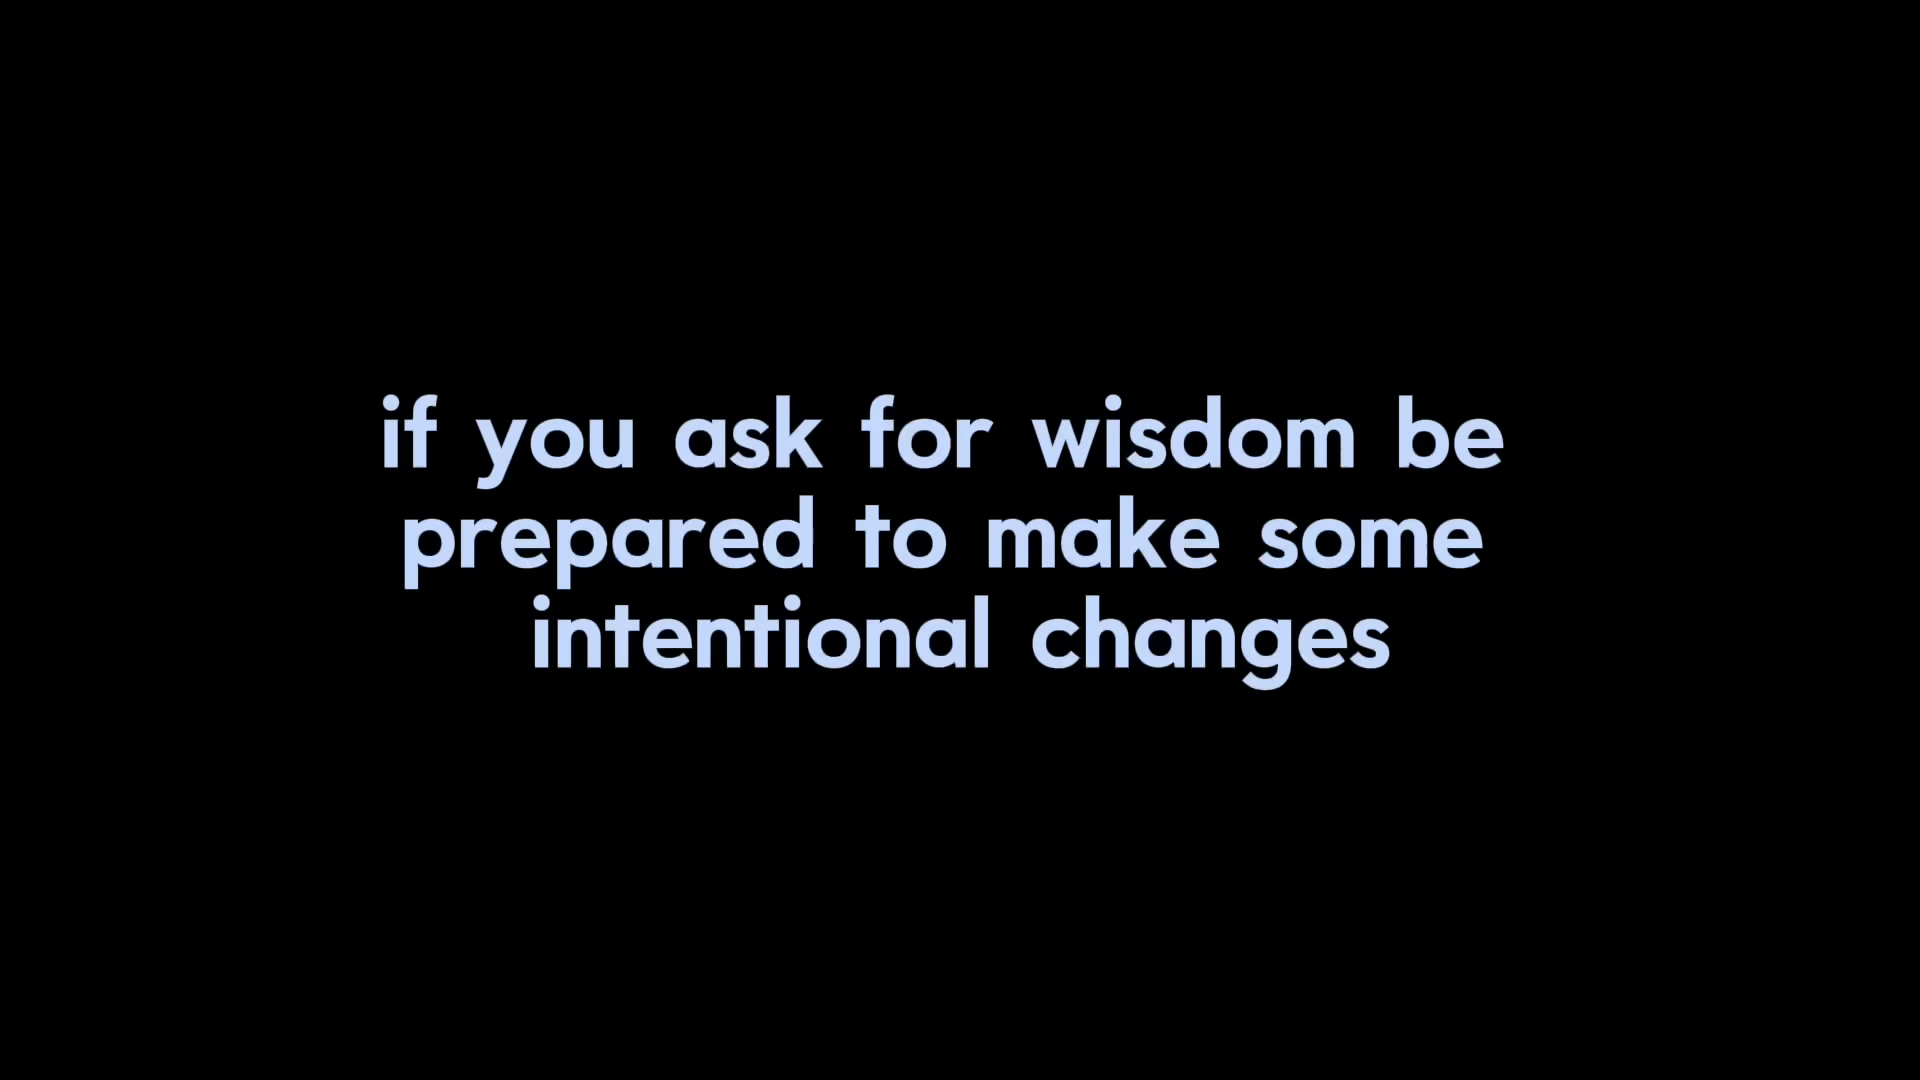 if you ask for wisdom be
prepared to make some
intentional changes